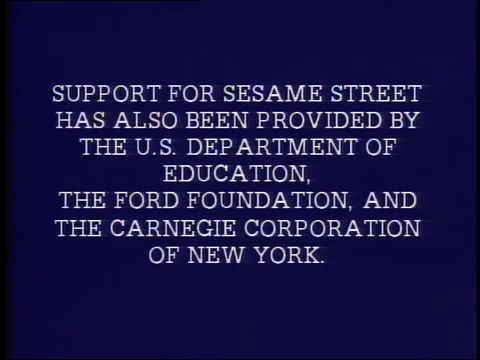 SUPPORT FOR SESAME STREET
HAS ALSO BEEN PROVIDED BY
THE U.S. DEPARTMENT OF
EDUCATION,
THE FORD FOUNDATION, AND
THE CARNEGIE CORPORATION
OF NEW YORK.